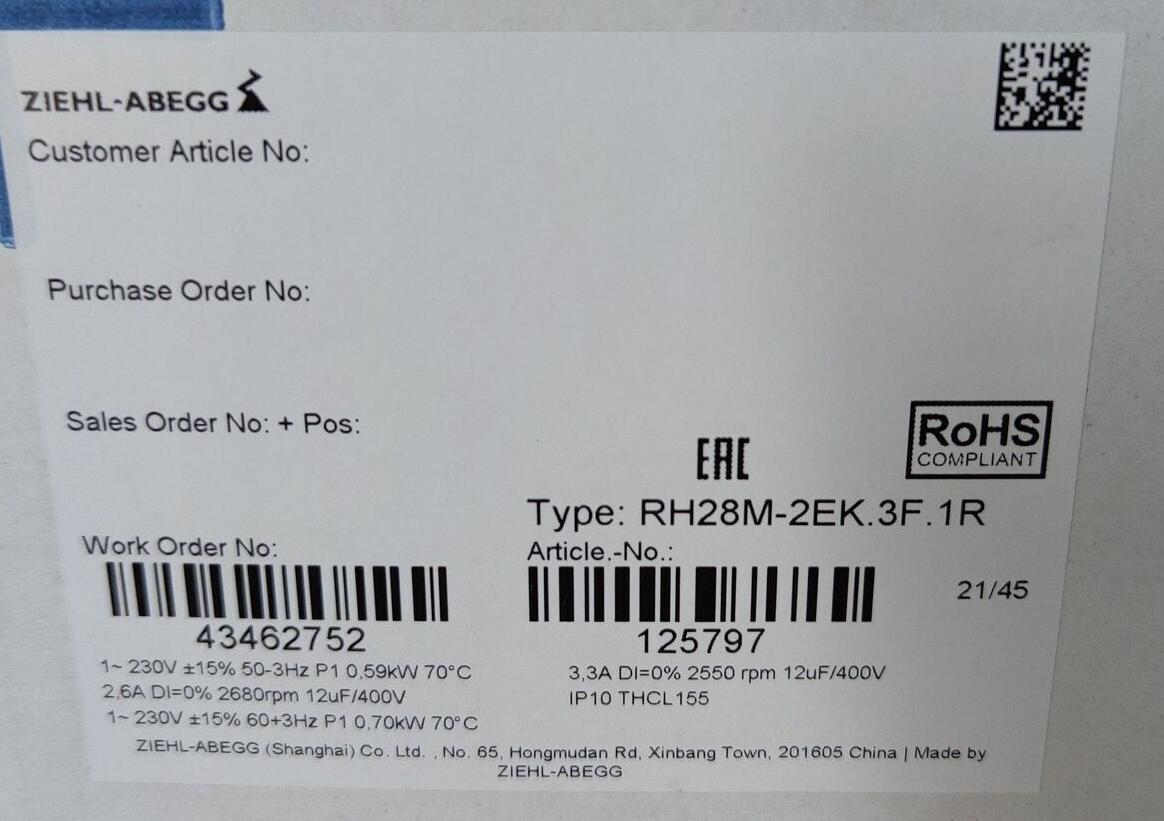 ZIEHL-ABEGG
Customer Article No:
Purchase Order No:
Sales Order No: + Pos:
EAC
RoHS
COMPLIANT
Type: RH28M-2EK.3F.1R
Work Order No:
Article.-No.:
21/45
43462752
125797
1~ 230V ±15% 50-3Hz P1 0,59kW 70°C
2,6A DI=0% 2680rpm 12uF/400V
1~ 230V ±15% 60+3Hz P1 0,70kW 70°C
3,3A DI=0% 2550 rpm 12uF/400V
IP10 THCL155
ZIEHL-ABEGG (Shanghai) Co. Ltd. , No. 65, Hongmudan Rd, Xinbang Town, 201605 China | Made by
ZIEHL-ABEGG